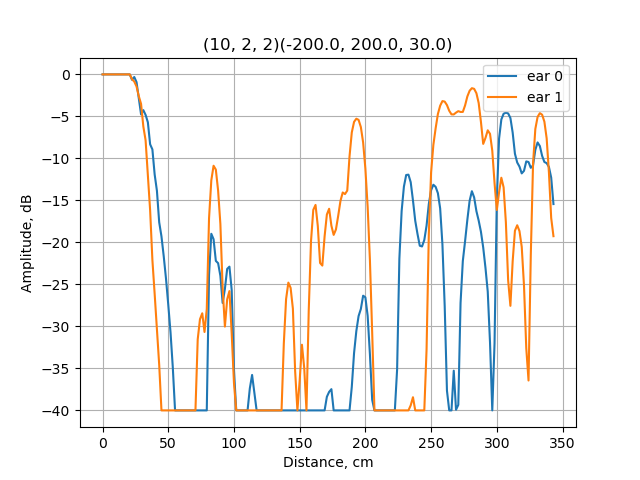 (10, 2, 2)(-200.0, 200.0, 30.0)
ear 0
ear 1
Amplitude, dB
0
−5
−10
−15
−20
−25
−30
−35
−40
0 50 100 150 200 250 300 350
Distance, cm